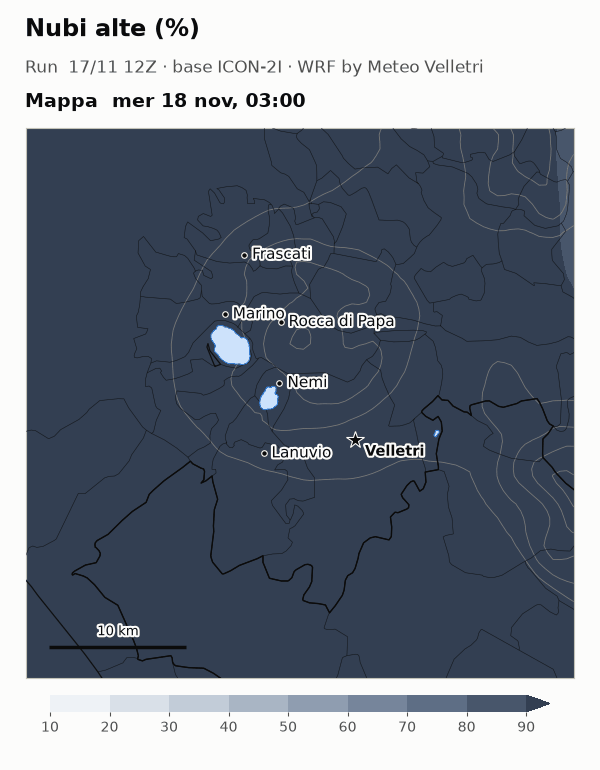 Nubi alte (%)
Run  17/11 12Z · base ICON-2I · WRF by Meteo Velletri
Mappa  mer 18 nov, 03:00
Frascati
Marino
Rocca di Papa
Nemi
Velletri
Lanuvio
10 km
10 20 30 40 50 60 70 80 90